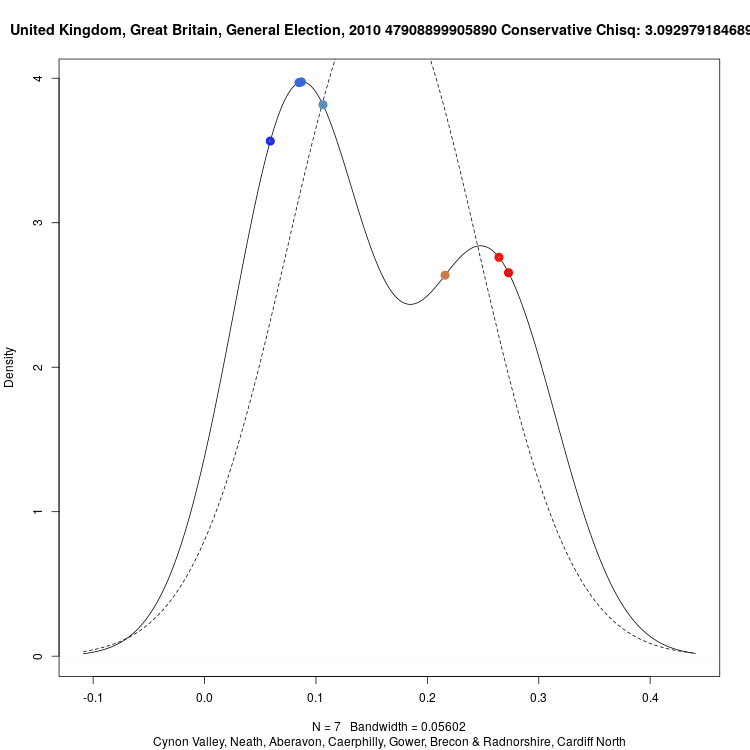 United Kingdom, Great Britain, General Election, 2010 47908899905890 Conservative Chisq: 3.092979184689
4
3
2
1
0
Density
-0.1 0.0 0.1 0.2 0.3 0.4
N = 7 Bandwidth = 0.05602
Cynon Valley, Neath, Aberavon, Caerphilly, Gower, Brecon & Radnorshire, Cardiff North